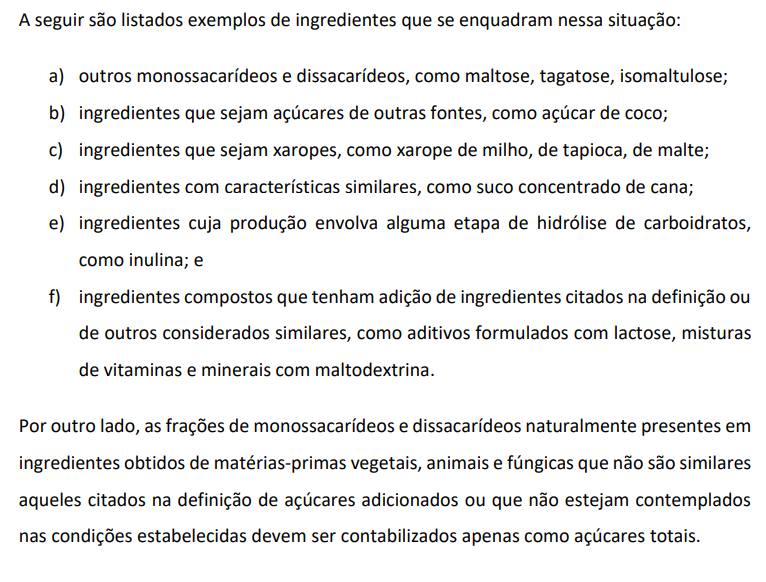 A seguir são listados exemplos de ingredientes que se enquadram nessa situação:
a) outros monossacarídeos e dissacarídeos, como maltose, tagatose, isomaltulose;
b) ingredientes que sejam açúcares de outras fontes, como açúcar de coco;
c) ingredientes que sejam xaropes, como xarope de milho, de tapioca, de malte;
d) ingredientes com características similares, como suco concentrado de cana;
e) ingredientes cuja produção envolva alguma etapa de hidrólise de carboidratos,
como inulina; e
f) ingredientes compostos que tenham adição de ingredientes citados na definição ou
de outros considerados similares, como aditivos formulados com lactose, misturas
de vitaminas e minerais com maltodextrina.
Por outro lado, as frações de monossacarídeos e dissacarídeos naturalmente presentes em
ingredientes obtidos de matérias-primas vegetais, animais e fúngicas que não são similares
aqueles citados na definição de açúcares adicionados ou que não estejam contemplados
nas condições estabelecidas devem ser contabilizados apenas como açúcares totais.